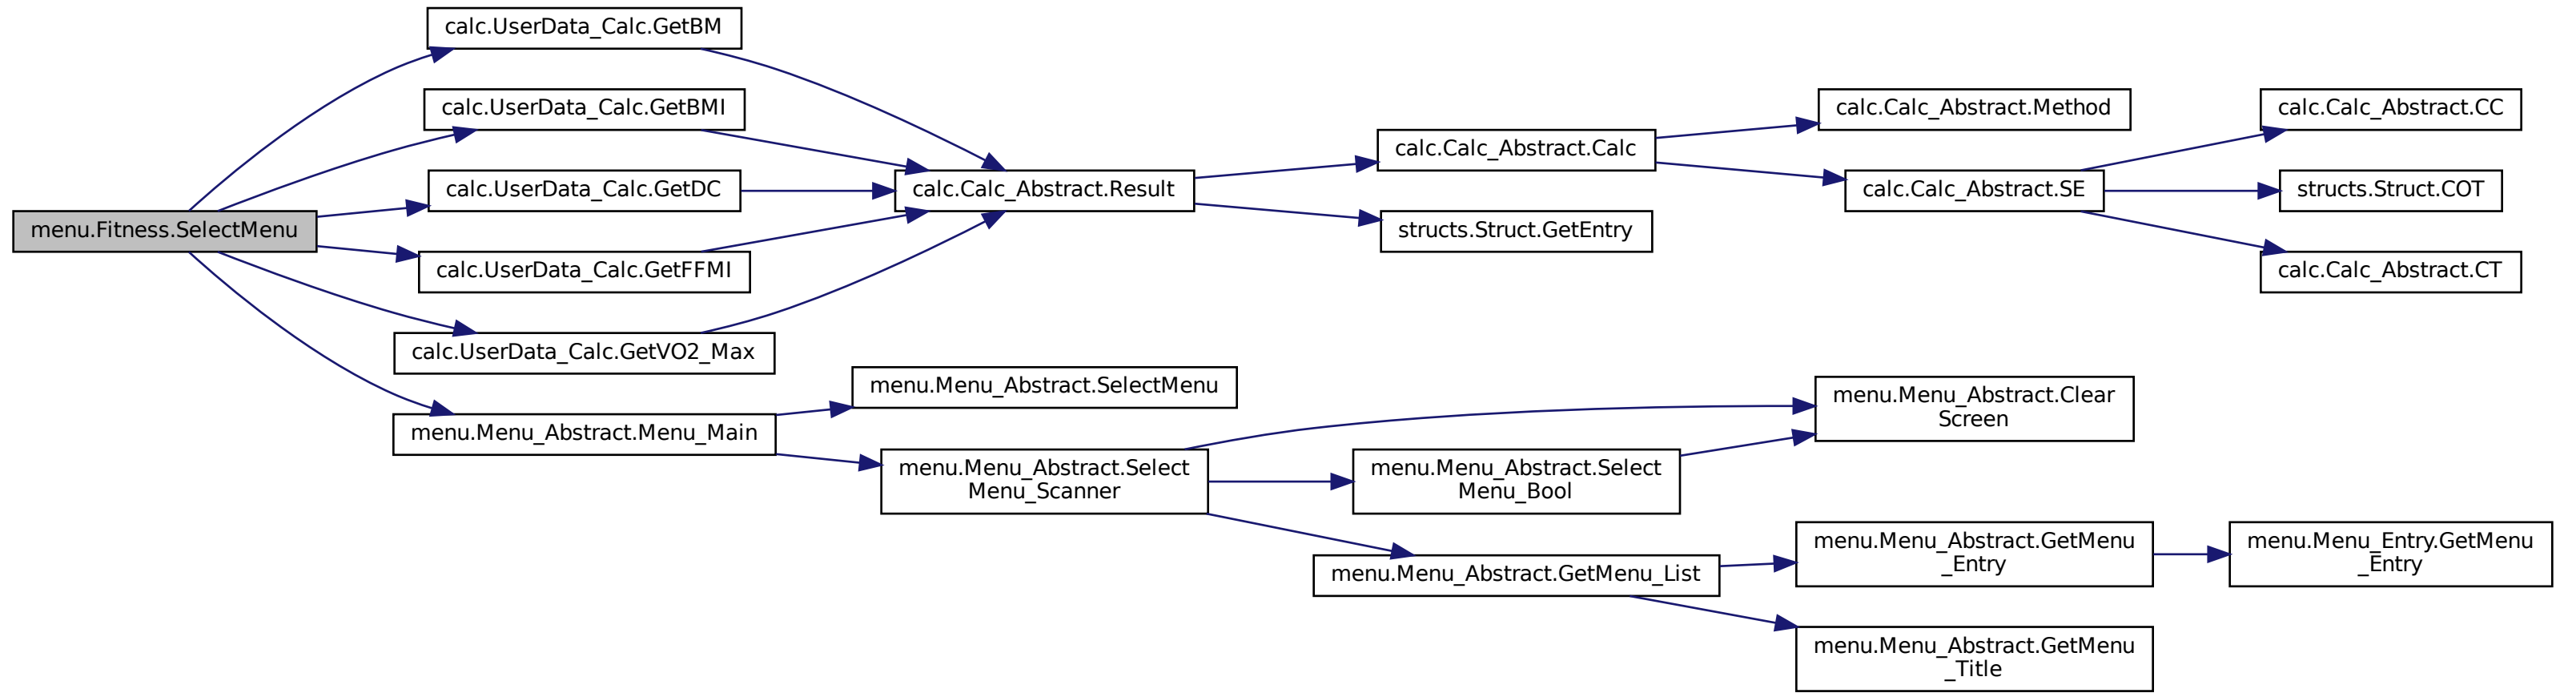 menu.Fitness.SelectMenu
calc.UserData_Calc.GetBM
calc.UserData_Calc.GetBMI
calc.UserData_Calc.GetDC
calc.UserData_Calc.GetFFMI
calc.UserData_Calc.GetVO2_Max
menu.Menu_Abstract.Menu_Main
calc.Calc_Abstract.Result
menu.Menu_Abstract.SelectMenu
menu.Menu_Abstract.Select
Menu_Scanner
calc.Calc_Abstract.Calc
structs.Struct.GetEntry
menu.Menu_Abstract.Select
Menu_Bool
menu.Menu_Abstract.GetMenu_List
calc.Calc_Abstract.Method
calc.Calc_Abstract.SE
menu.Menu_Abstract.Clear
Screen
menu.Menu_Abstract.GetMenu
_Entry
menu.Menu_Abstract.GetMenu
_Title
calc.Calc_Abstract.CC
structs.Struct.COT
calc.Calc_Abstract.CT
menu.Menu_Entry.GetMenu
_Entry